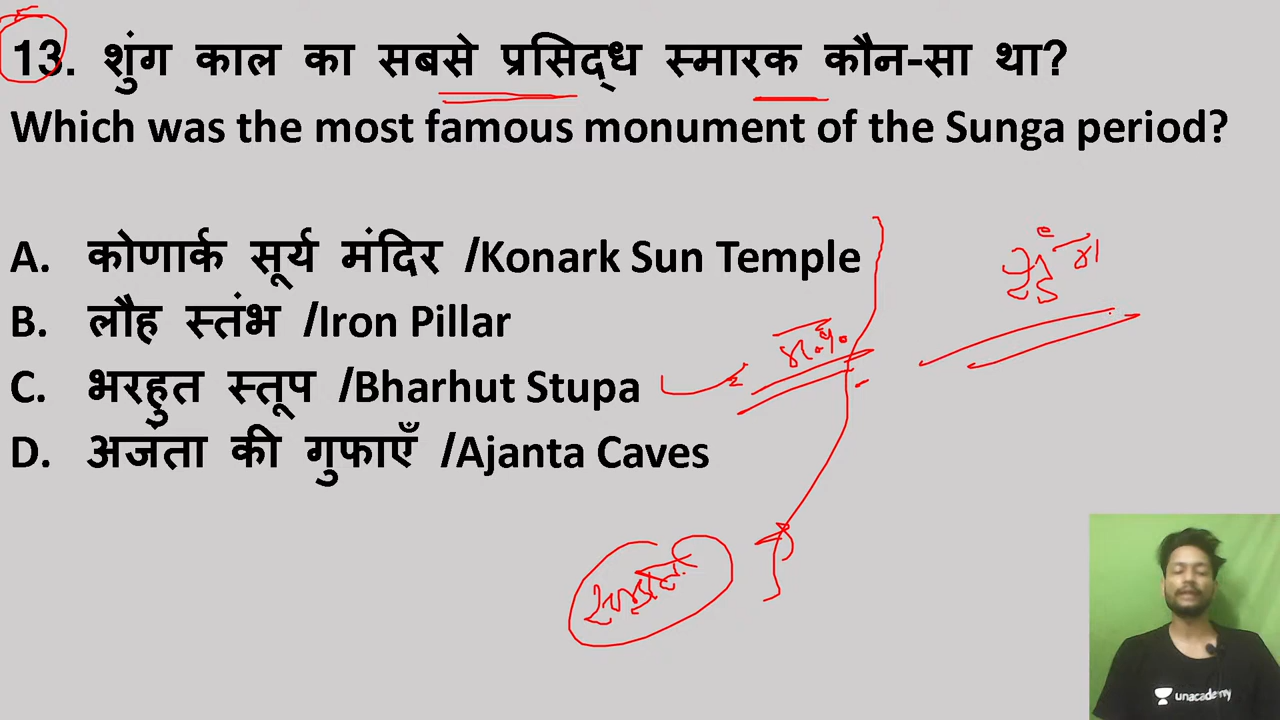 13. शुंग काल का सबसे प्रसिद्ध स्मारक कौन-सा था?
Which was the most famous monument of the Sunga period?
A. कोणार्क सूर्य मंदिर /Konark Sun Temple
B. लौह स्तंभ /Iron Pillar
C. भरहुत स्तूप /Bharhut Stupa
D. अजंता की गुफाएँ /Ajanta Caves
म.प्र.
unacademy